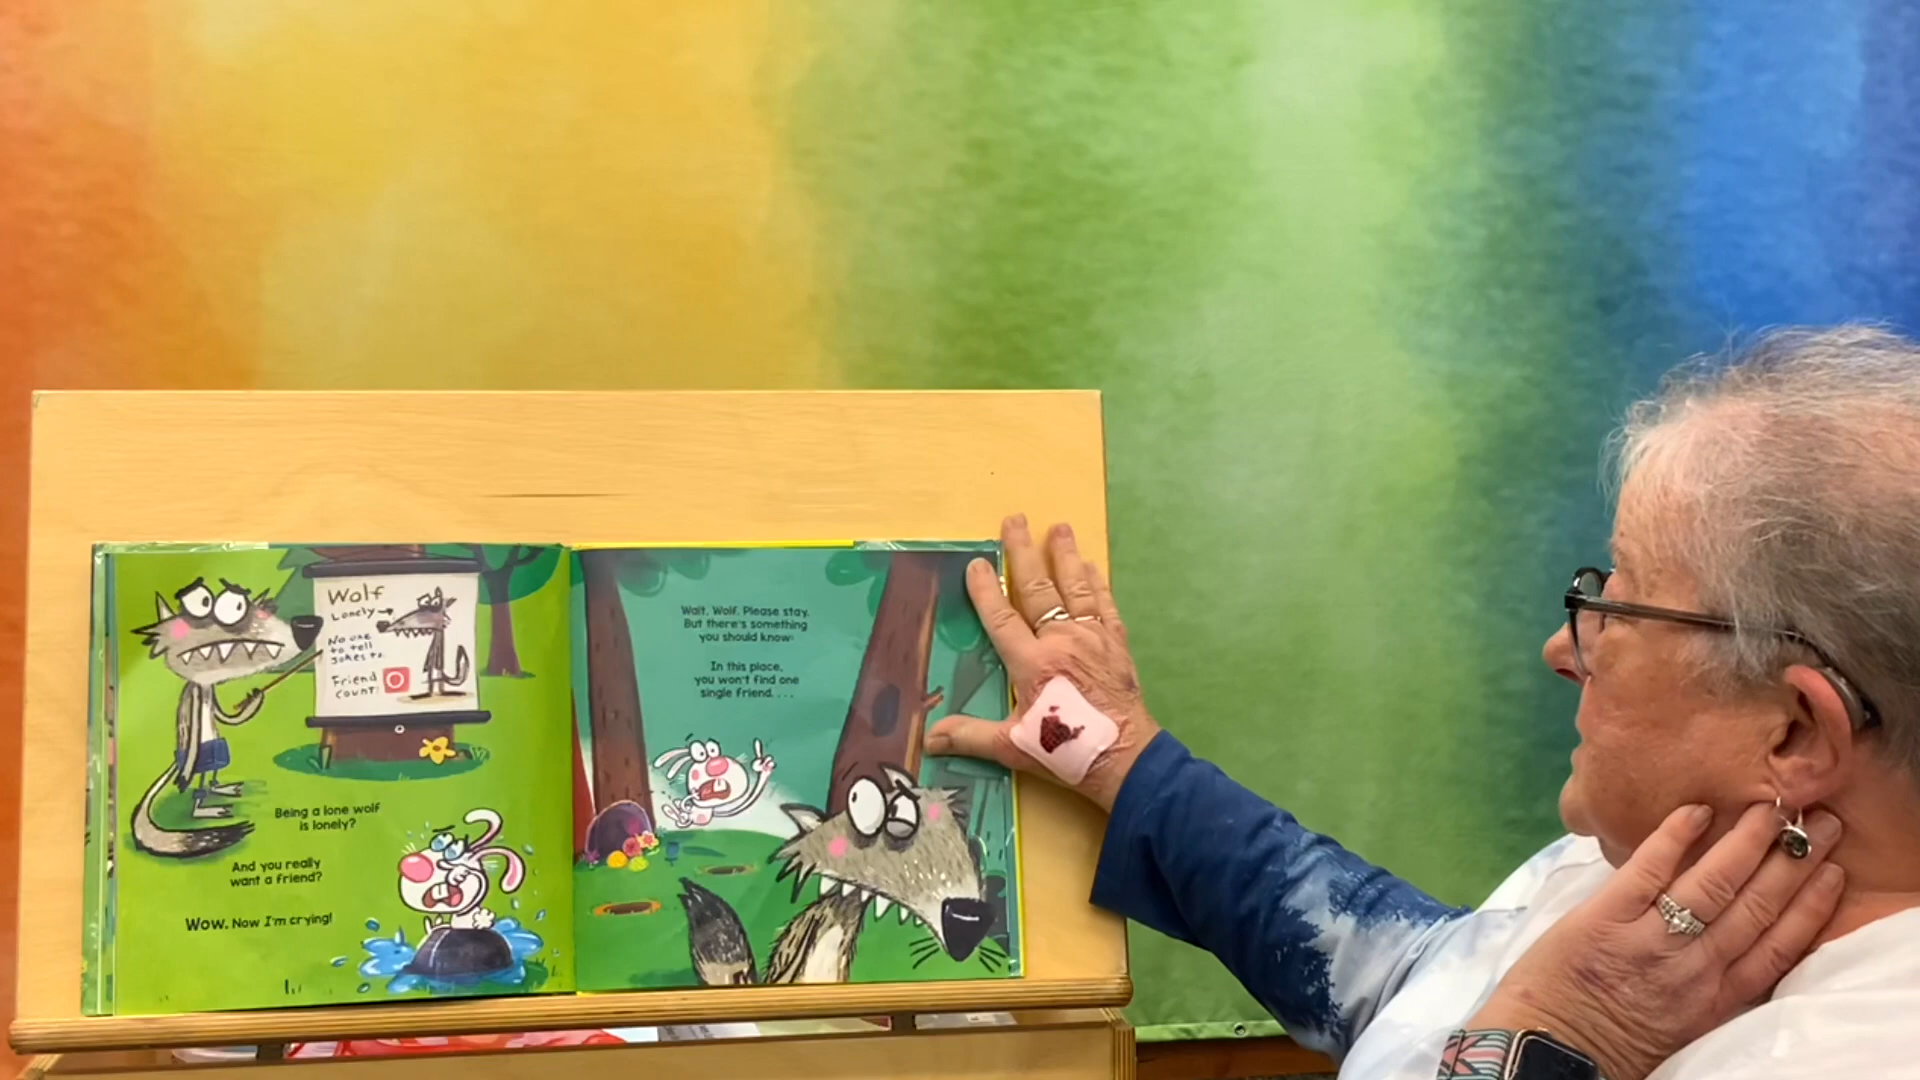 Wolf
Lonely
No one
to tell
jokes to.
Friend
count:
0
Being a lone wolf
is lonely?
And you really
want a friend?
Wow. Now I'm crying!
Wait, Wolf. Please stay.
But there's something
you should know:
In this place,
you won't find one
single friend. . . .